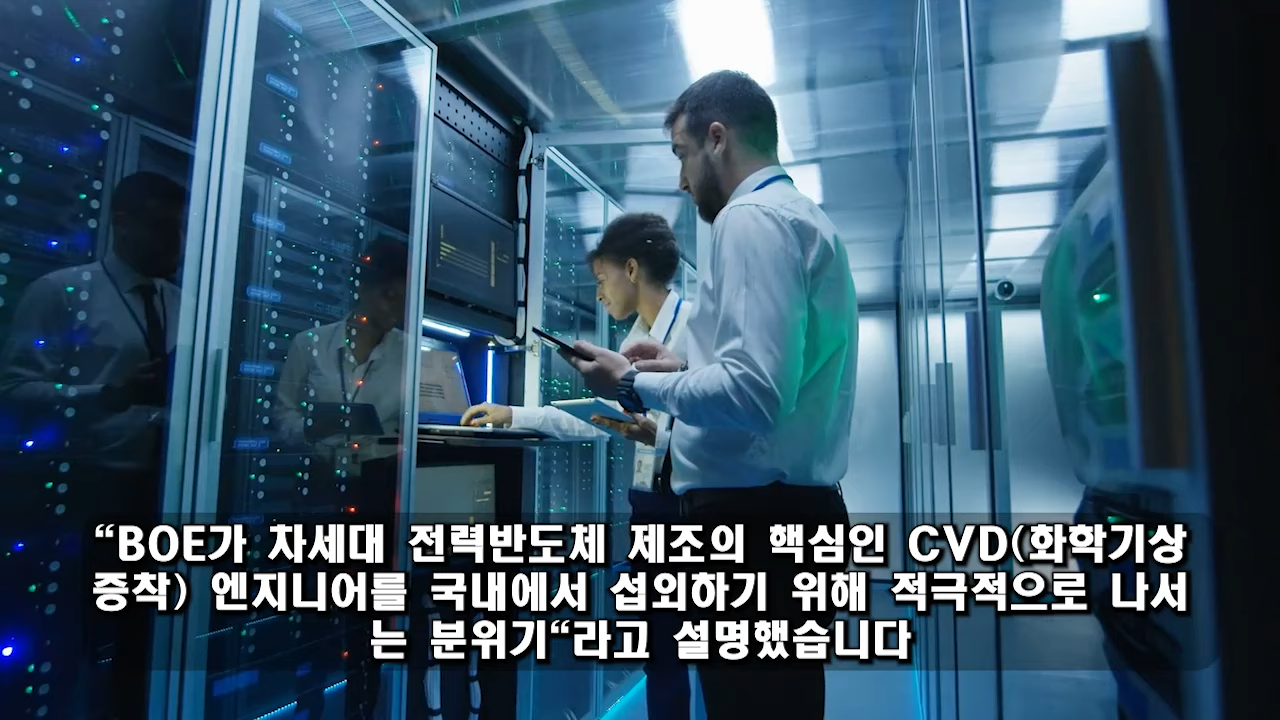 “BOE가 차세대 전력반도체 제조의 핵심인 CVD(화학기상
증착) 엔지니어를 국내에서 섭외하기 위해 적극적으로 나서
는 분위기“라고 설명했습니다